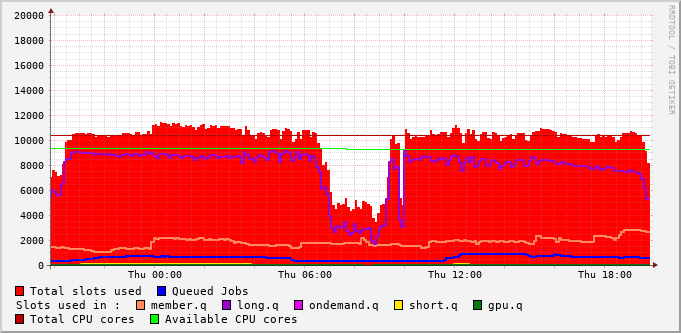 20000
18000
16000
14000
12000
10000
8000
6000
4000
2000
0
Thu 00:00 Thu 06:00 Thu 12:00 Thu 18:00
Total slots used Queued Jobs
Slots used in : member.q long.q ondemand.q short.q gpu.q
Total CPU cores Available CPU cores
RRDTOOL / TOBI OETIKER